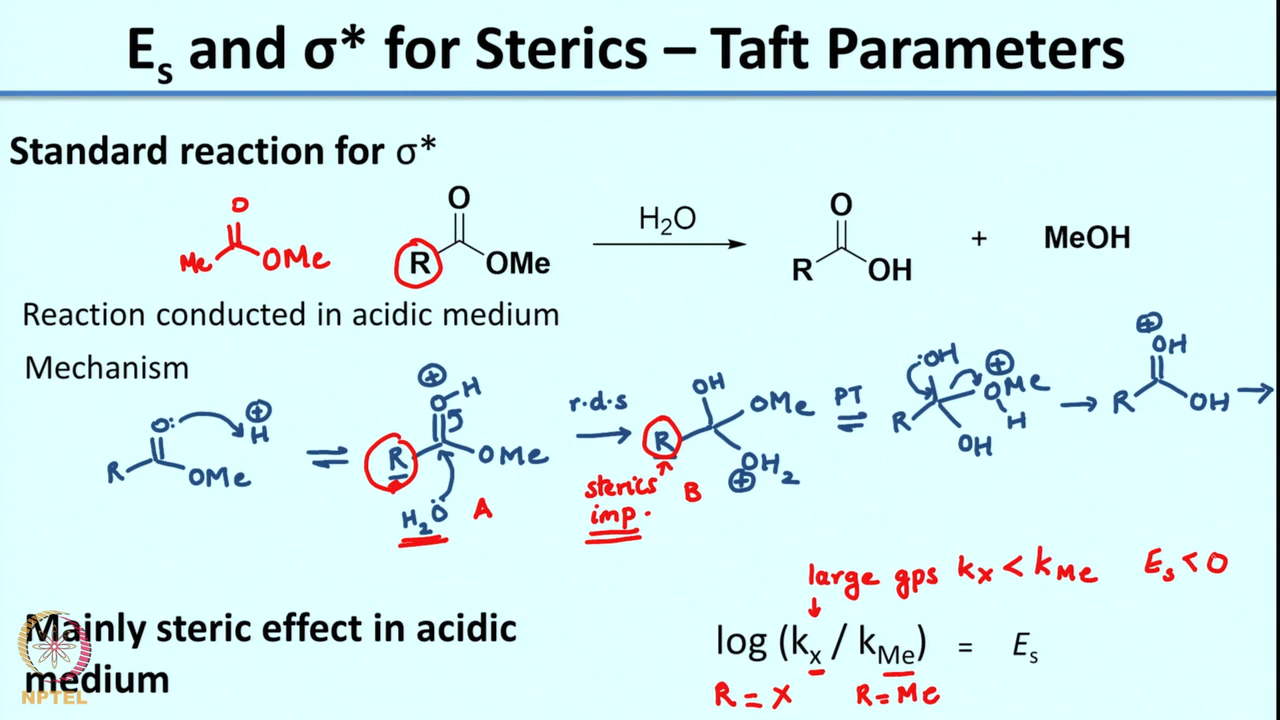 Es and σ* for Sterics – Taft Parameters
Standard reaction for σ*
O
Me OMe
O
R OMe
H2O
O
R OH
+
MeOH
Reaction conducted in acidic medium
Mechanism
O:
R OMe
⊕
H
⇌
⊕
O H
R OMe
H2O
A
r.d.s
OH
R OMe
⊕ OH2
sterics
imp.
B
PT
⇌
:OH
⊕
R OMe
H
OH
⊕
OH
R OH
large gps kx < kMe Es < 0
Mainly steric effect in acidic
medium
log (kx / kMe) = Es
R = X R = Me
NPTEL